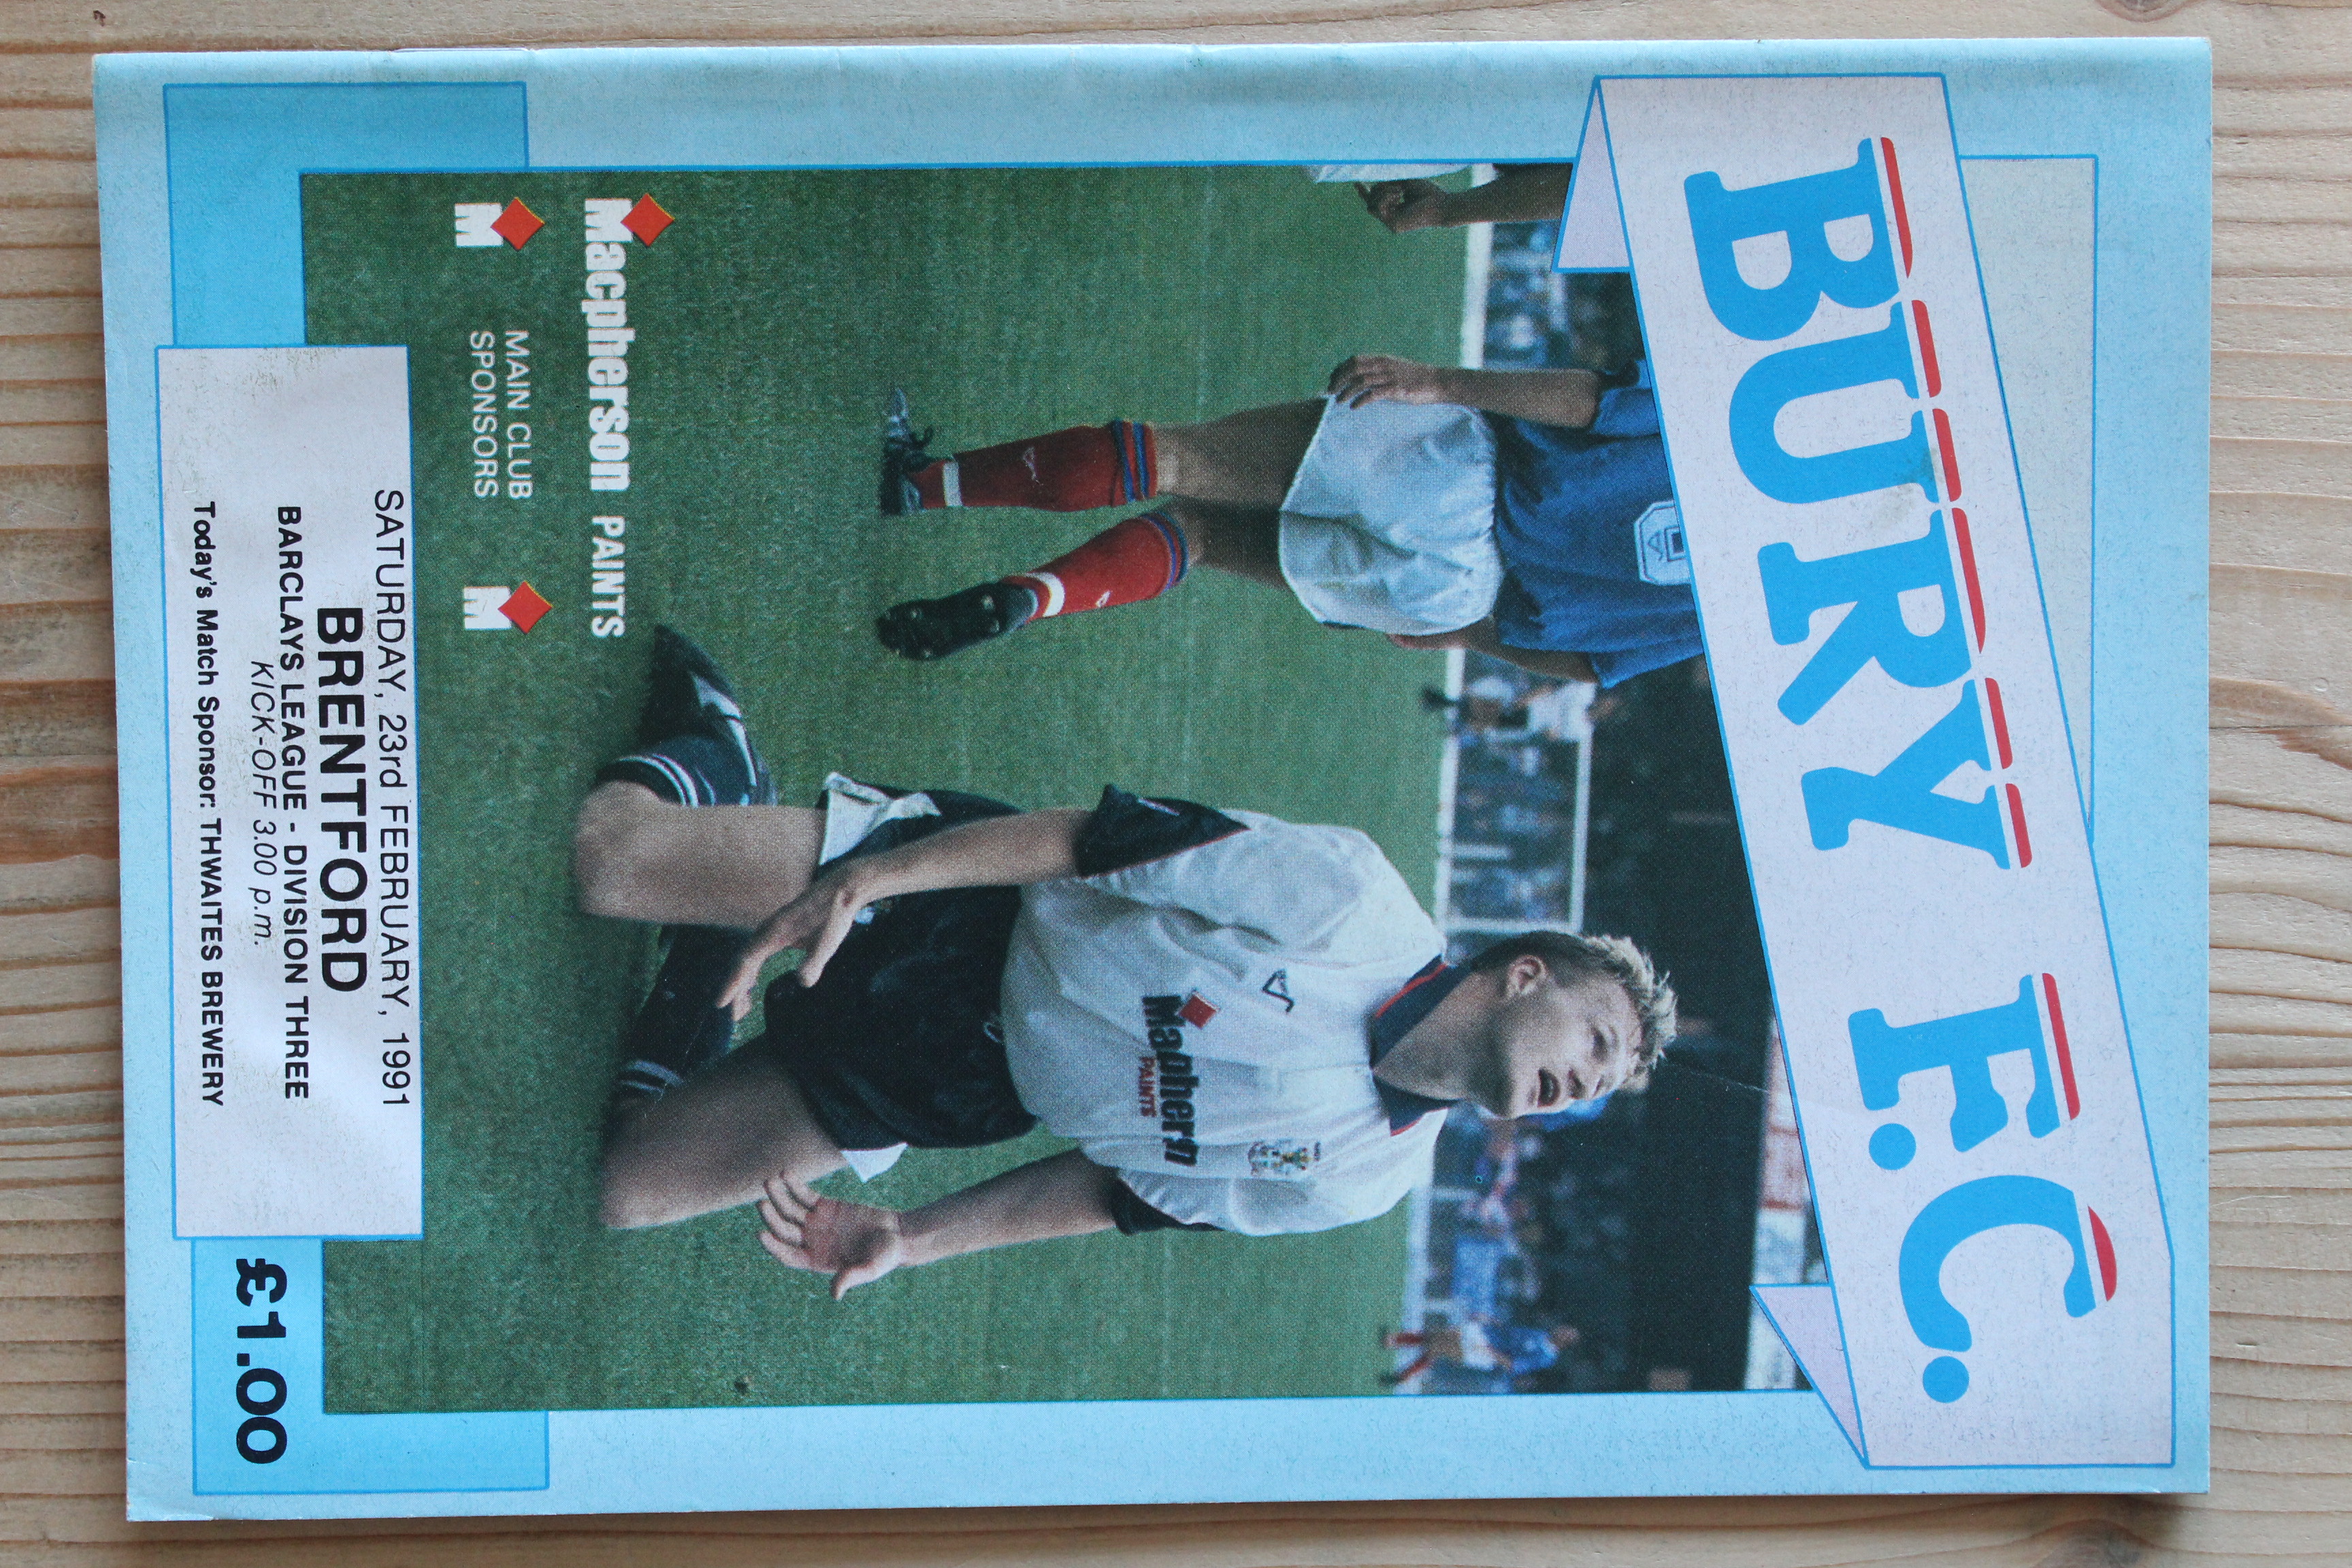 BURY F.C.
Macphern
PAINTS
Macpherson PAINTS
M MAIN CLUB M
SPONSORS
SATURDAY, 23rd FEBRUARY, 1991
BRENTFORD
BARCLAYS LEAGUE - DIVISION THREE
KICK-OFF 3.00 p.m.
Today's Match Sponsor: THWAITES BREWERY
£1.00